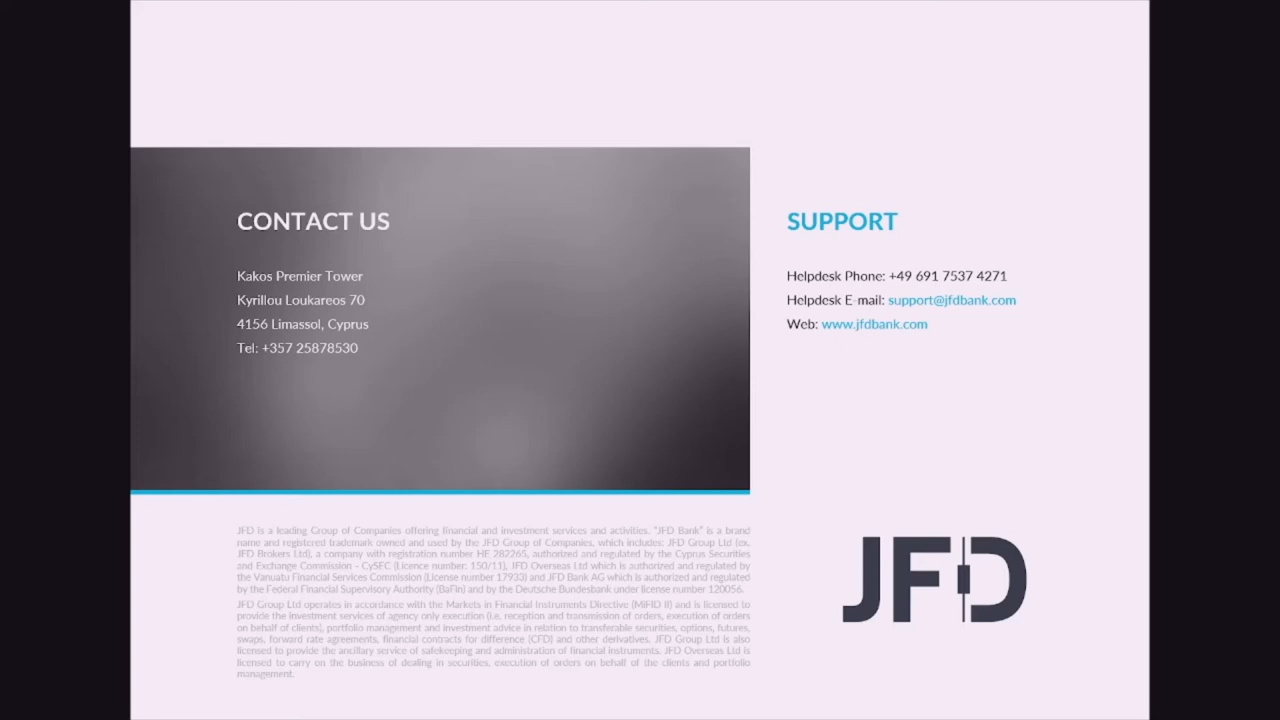 CONTACT US
Kakos Premier Tower
Kyrillou Loukareos 70
4156 Limassol, Cyprus
Tel: +357 25878530
SUPPORT
Helpdesk Phone: +49 691 7537 4271
Helpdesk E-mail: support@jfdbank.com
Web: www.jfdbank.com
JFD is a leading Group of Companies offering financial and investment services and activities. "JFD Bank" is a brand
name and registered trademark owned and used by the JFD Group of Companies, which includes: JFD Group Ltd (ex.
JFD Brokers Ltd), a company with registration number HE 282265, authorized and regulated by the Cyprus Securities
and Exchange Commission - CySEC (Licence number: 150/11), JFD Overseas Ltd which is authorized and regulated by
the Vanuatu Financial Services Commission (License number 17933) and JFD Bank AG which is authorized and regulated
by the Federal Financial Supervisory Authority (BaFin) and by the Deutsche Bundesbank under license number 120056.
JFD Group Ltd operates in accordance with the Markets in Financial Instruments Directive (MiFID II) and is licensed to
provide the investment services of agency only execution (i.e. reception and transmission of orders, execution of orders
on behalf of clients), portfolio management and investment advice in relation to transferable securities, options, futures,
swaps, forward rate agreements, financial contracts for difference (CFD) and other derivatives. JFD Group Ltd is also
licensed to provide the ancillary service of safekeeping and administration of financial instruments. JFD Overseas Ltd is
licensed to carry on the business of dealing in securities, execution of orders on behalf of the clients and portfolio
management.
JFD